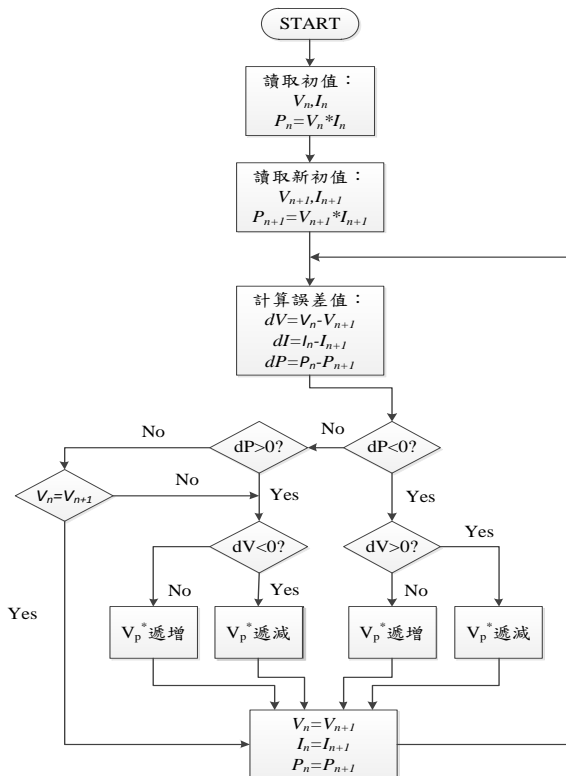 START
讀取初值：
Vn,In
Pn=Vn*In
讀取新初值：
Vn+1,In+1
Pn+1=Vn+1*In+1
計算誤差值：
dV=Vn-Vn+1
dI=In-In+1
dP=Pn-Pn+1
No
No
dP>0?
dP<0?
Vn=Vn+1
No
Yes
Yes
dV<0?
dV>0?
Yes
Yes
No
Yes
No
Vp*遞增
Vp*遞減
Vp*遞增
Vp*遞減
Vn=Vn+1
In=In+1
Pn=Pn+1